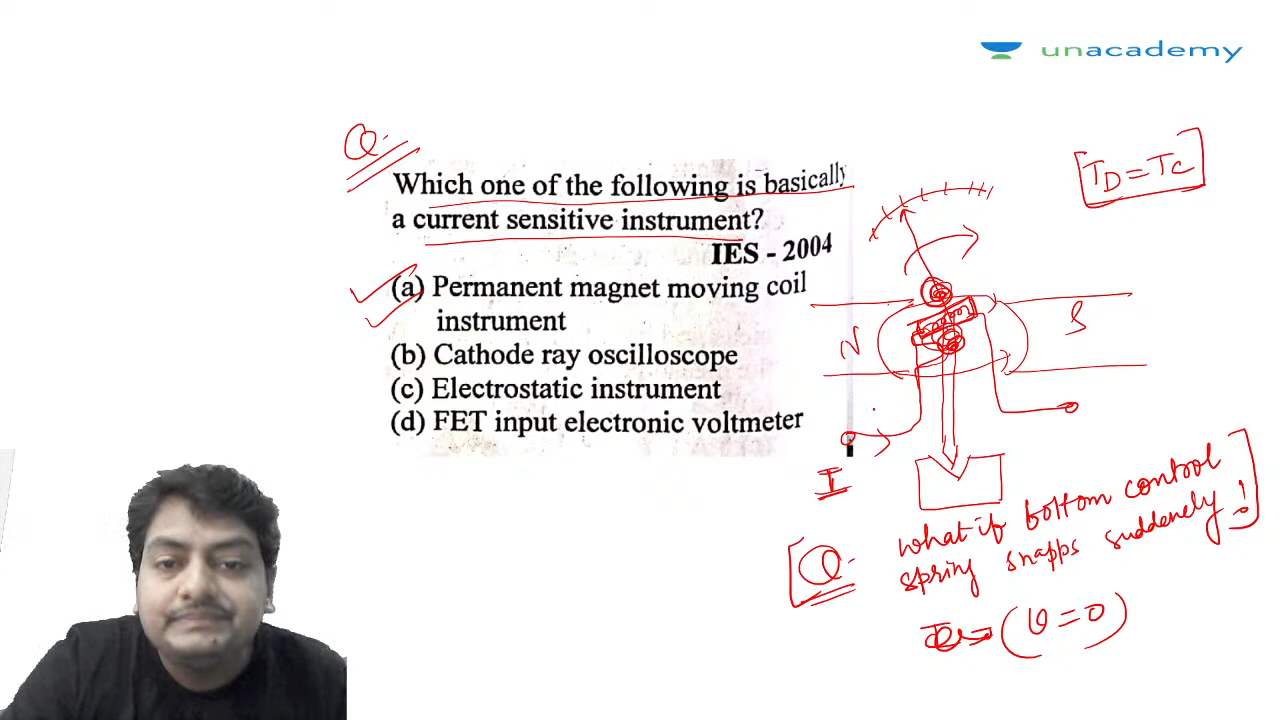 unacademy
Q.
Which one of the following is basically
a current sensitive instrument?
IES - 2004
(a) Permanent magnet moving coil
instrument
(b) Cathode ray oscilloscope
(c) Electrostatic instrument
(d) FET input electronic voltmeter
[TD = TC]
N
S
I
Q. what if bottom control
spring snapps suddenely!
(θ = 0)